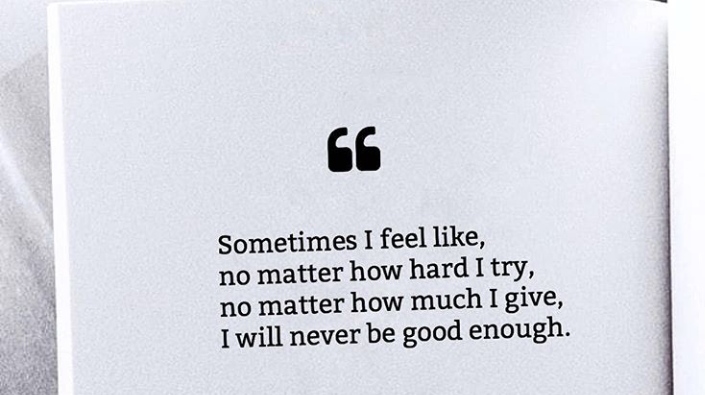 “
Sometimes I feel like,
no matter how hard I try,
no matter how much I give,
I will never be good enough.